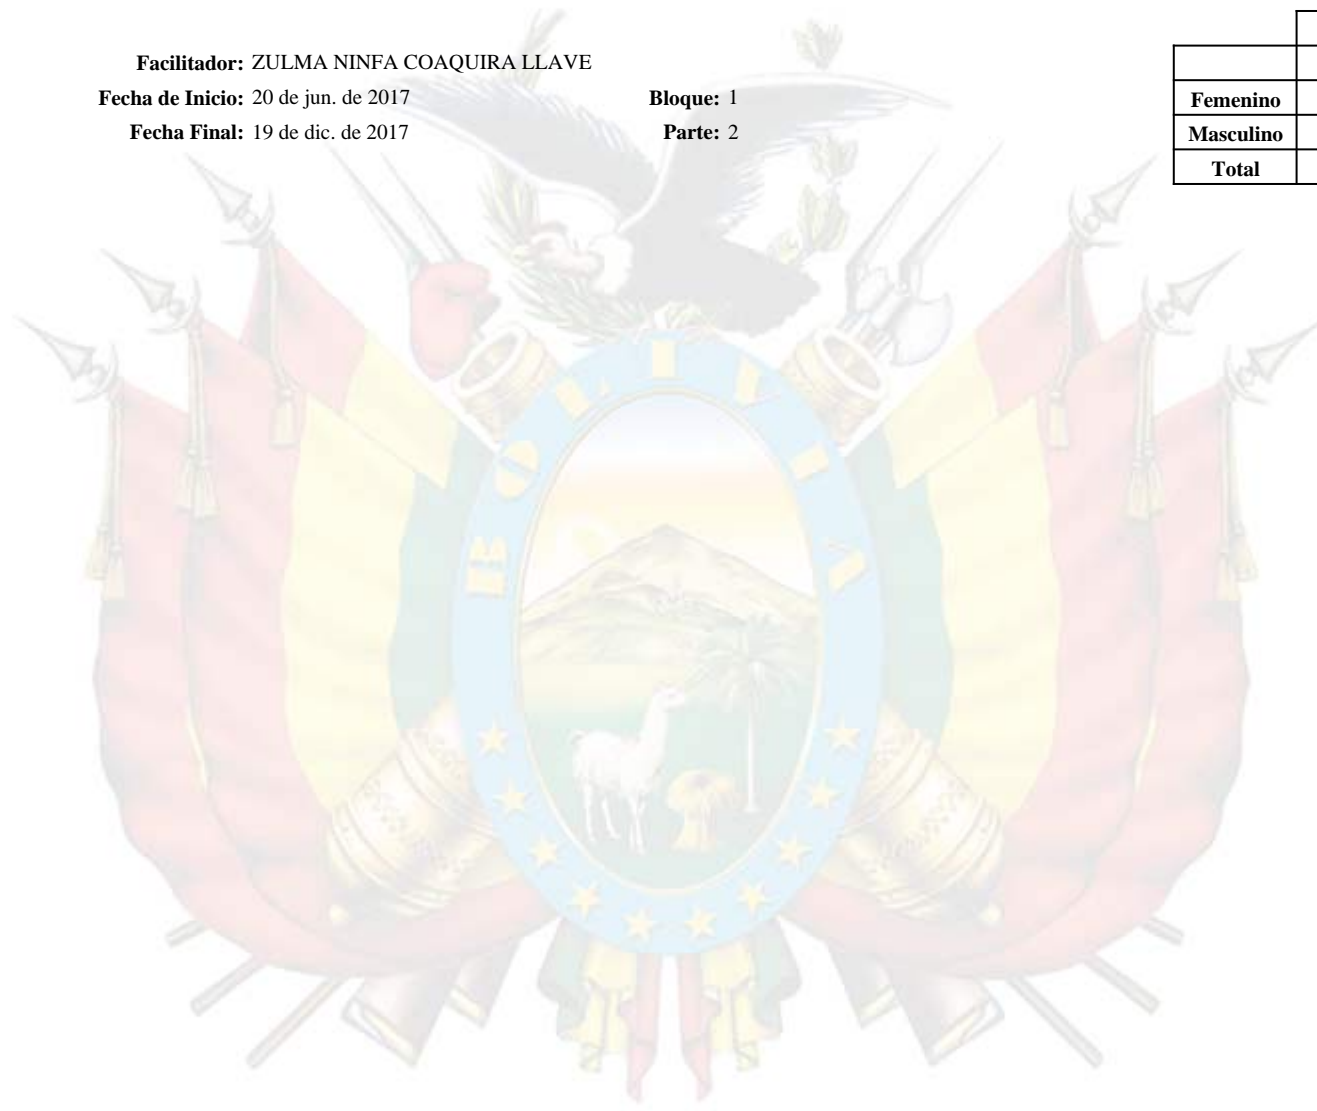 Facilitador: ZULMA NINFA COAQUIRA LLAVE
Fecha de Inicio: 20 de jun. de 2017 Bloque: 1
Fecha Final: 19 de dic. de 2017 Parte: 2
Femenino
Masculino
Total
BOLIVIA